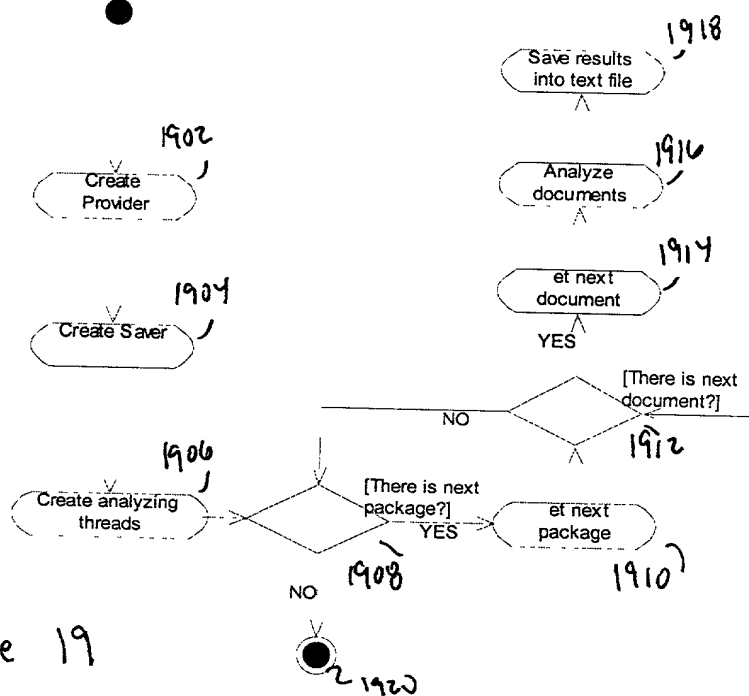 1918
Save results
into text file
1902
Create
Provider
1916
Analyze
documents
1904
Create Saver
1914
et next
document
YES
[There is next
document?]
NO
1912
1906
Create analyzing
threads
[There is next
package?]
YES
1908
et next
package
1910
NO
e 19
1920